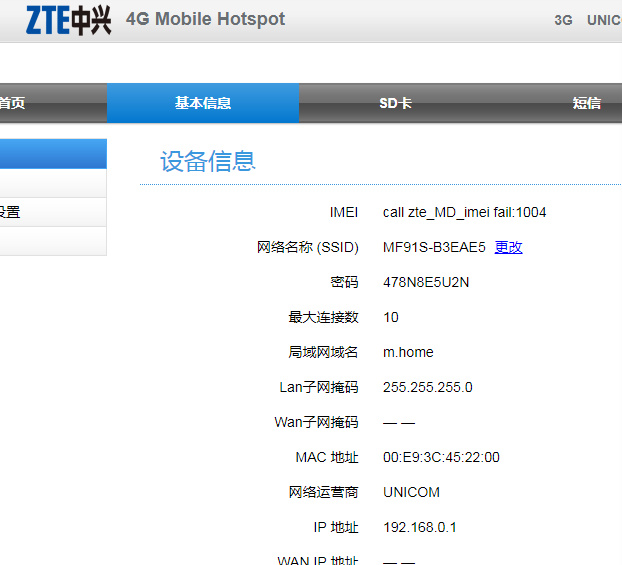 ZTE中兴 4G Mobile Hotspot 3G UNIC
首页 基本信息 SD卡 短信
设备信息
IMEI call zte_MD_imei fail:1004
设置
网络名称 (SSID) MF91S-B3EAE5 更改
密码 478N8E5U2N
最大连接数 10
局域网域名 m.home
Lan子网掩码 255.255.255.0
Wan子网掩码 — —
MAC 地址 00:E9:3C:45:22:00
网络运营商 UNICOM
IP 地址 192.168.0.1
WAN IP 地址 — —